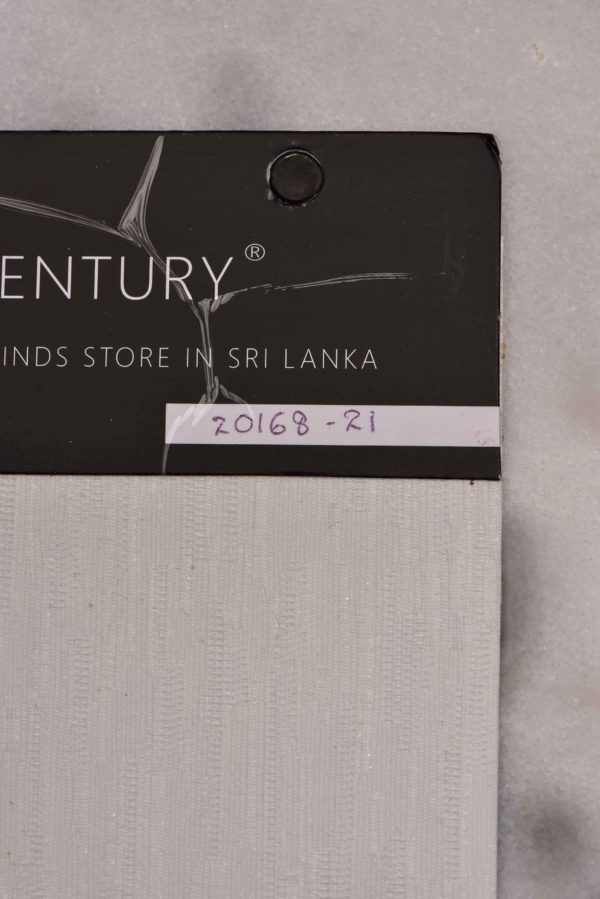 ENTURY®
INDS STORE IN SRI LANKA
20168-21